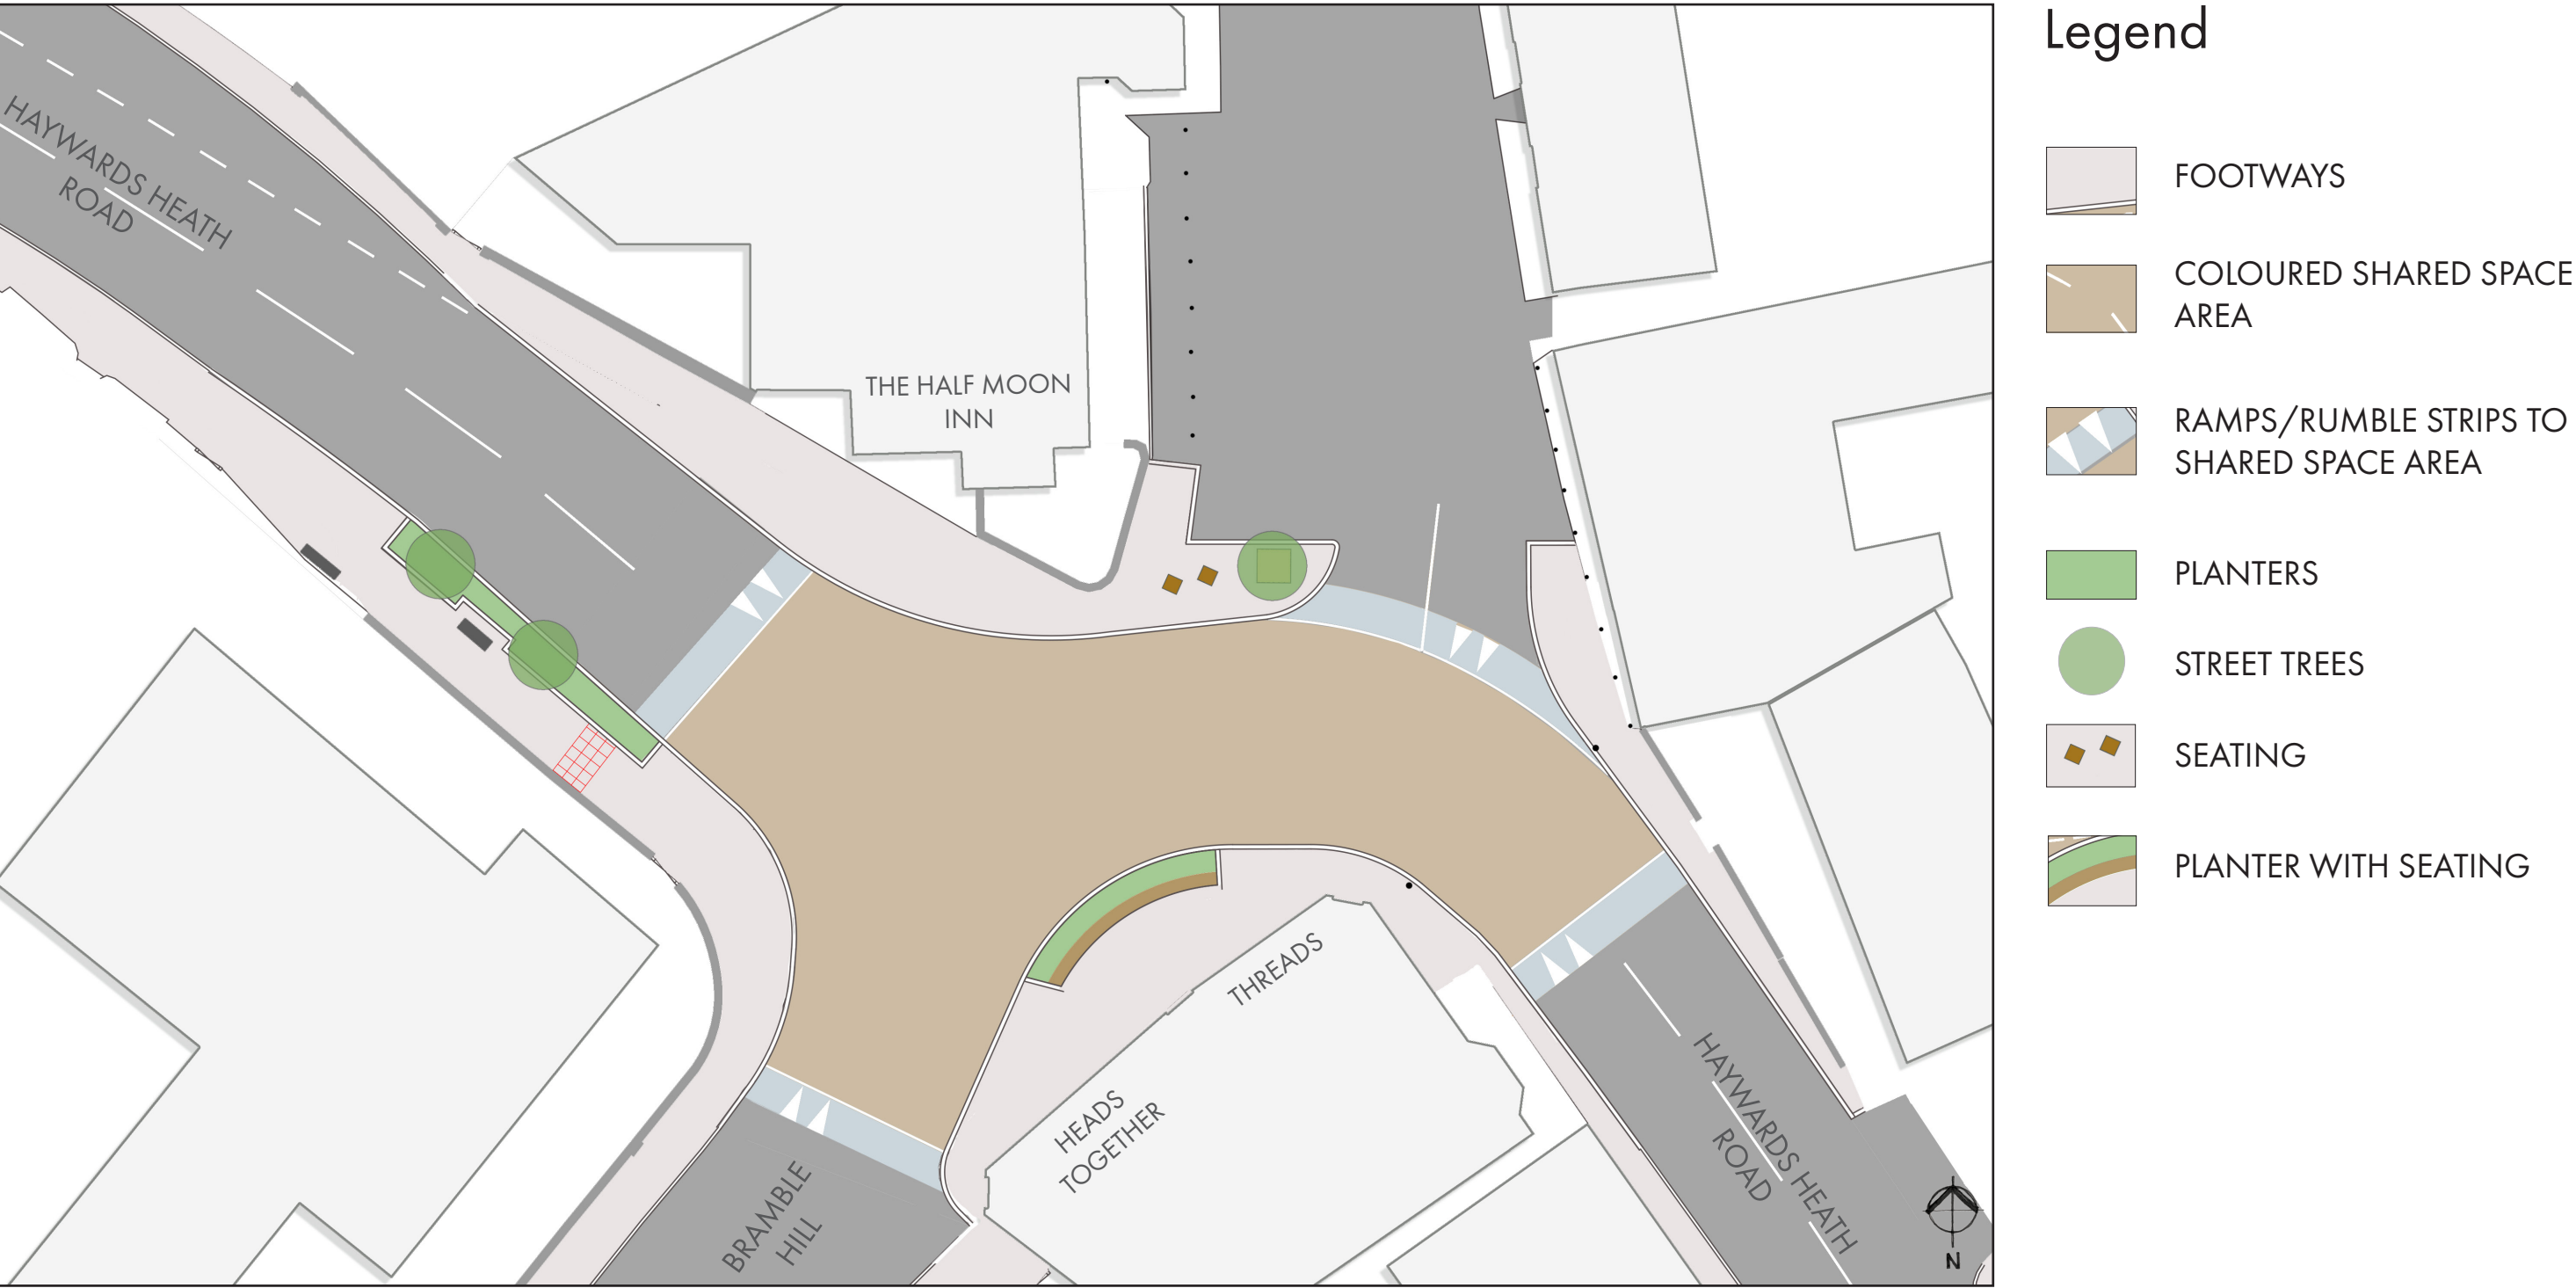 HAYWARDS HEATH
ROAD
THE HALF MOON
INN
THREADS
HEADS
TOGETHER
BRAMBLE
HILL
HAYWARDS HEATH
ROAD
N
Legend
FOOTWAYS
COLOURED SHARED SPACE
AREA
RAMPS/RUMBLE STRIPS TO
SHARED SPACE AREA
PLANTERS
STREET TREES
SEATING
PLANTER WITH SEATING